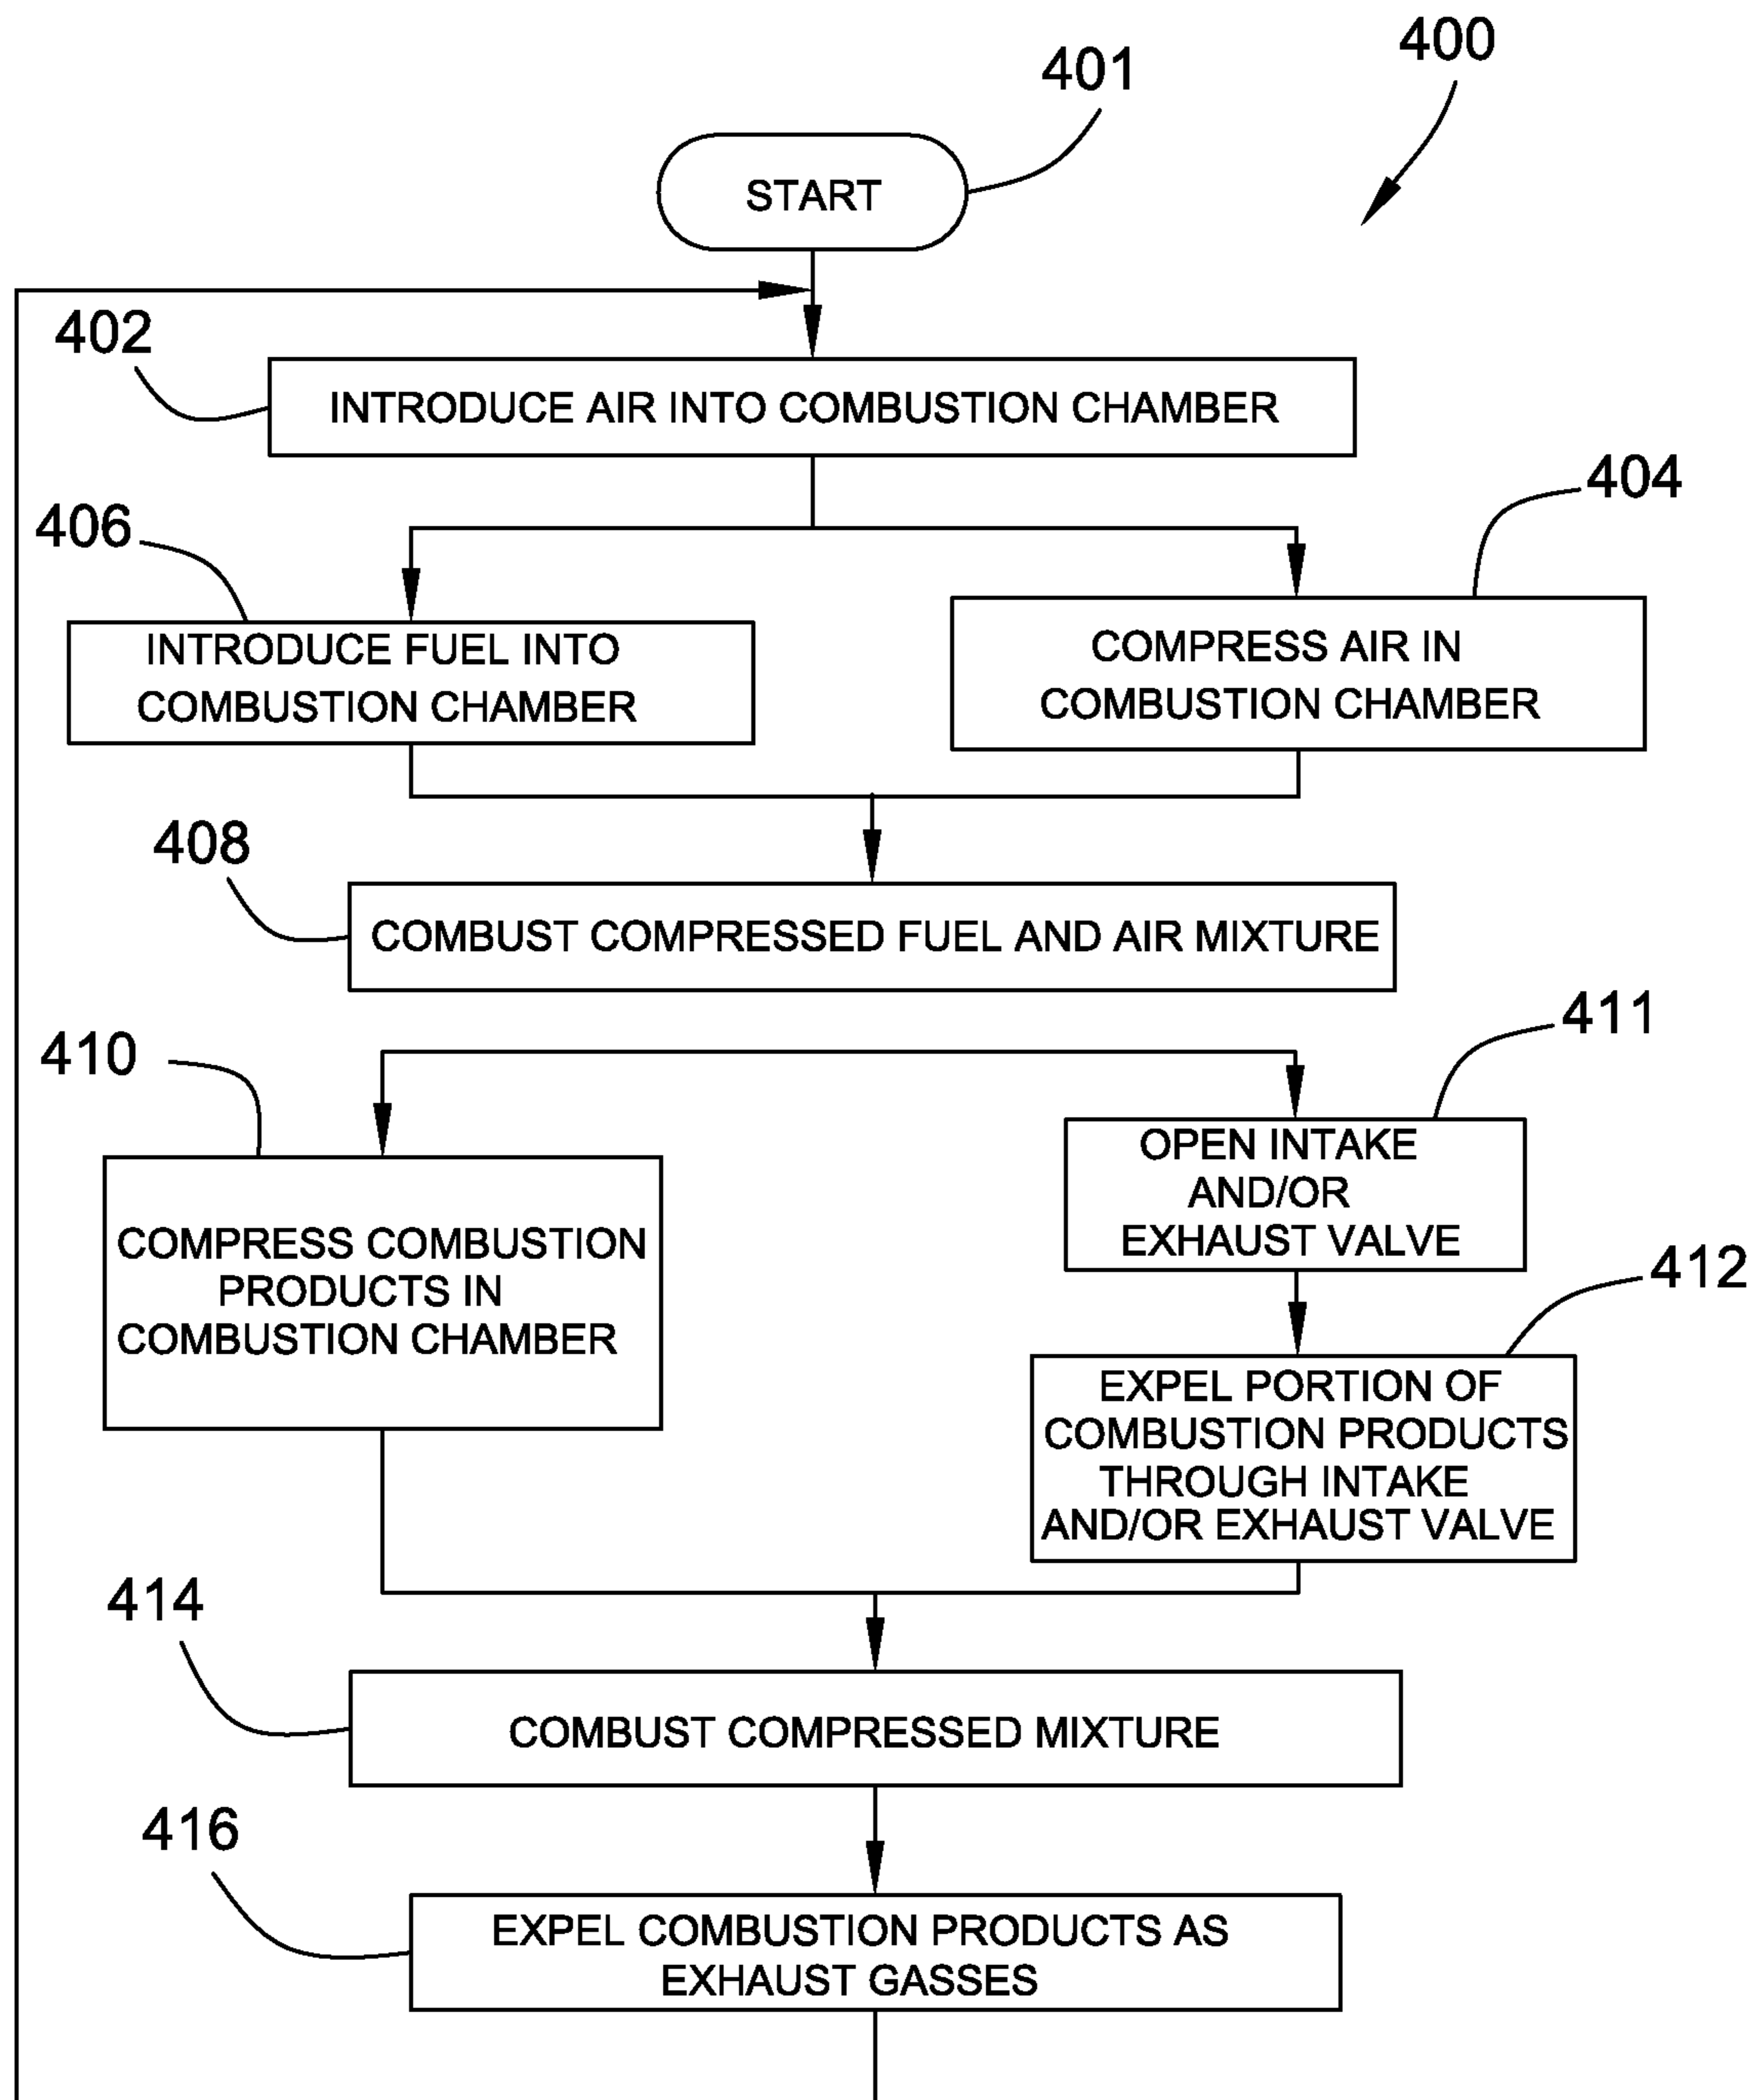 400
401
START
402
INTRODUCE AIR INTO COMBUSTION CHAMBER
404
406
INTRODUCE FUEL INTO
COMBUSTION CHAMBER
COMPRESS AIR IN
COMBUSTION CHAMBER
408
COMBUST COMPRESSED FUEL AND AIR MIXTURE
410
411
OPEN INTAKE
AND/OR
EXHAUST VALVE
COMPRESS COMBUSTION
PRODUCTS IN
COMBUSTION CHAMBER
412
EXPEL PORTION OF
COMBUSTION PRODUCTS
THROUGH INTAKE
AND/OR EXHAUST VALVE
414
COMBUST COMPRESSED MIXTURE
416
EXPEL COMBUSTION PRODUCTS AS
EXHAUST GASSES